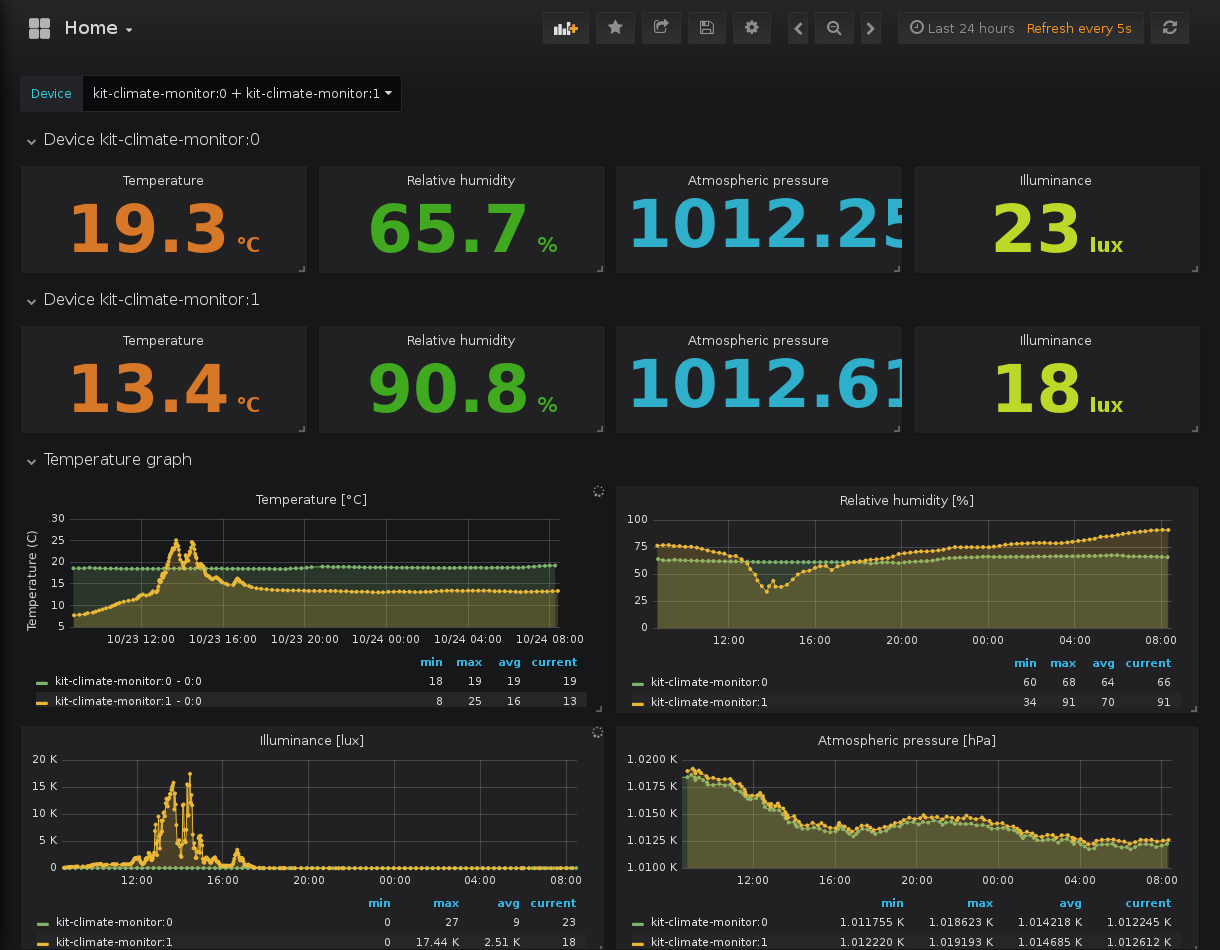 Home
Last 24 hours Refresh every 5s
Device kit-climate-monitor:0 + kit-climate-monitor:1
Device kit-climate-monitor:0
Temperature Relative humidity Atmospheric pressure Illuminance
19.3 °C 65.7 % 1012.25 23 lux
Device kit-climate-monitor:1
Temperature Relative humidity Atmospheric pressure Illuminance
13.4 °C 90.8 % 1012.61 18 lux
Temperature graph
Temperature [°C]
Temperature (C)
30
25
20
15
10
5
10/23 12:00 10/23 16:00 10/23 20:00 10/24 00:00 10/24 04:00 10/24 08:00
min max avg current
kit-climate-monitor:0 - 0:0 18 19 19 19
kit-climate-monitor:1 - 0:0 8 25 16 13
Relative humidity [%]
100
75
50
25
0
12:00 16:00 20:00 00:00 04:00 08:00
min max avg current
kit-climate-monitor:0 60 68 64 66
kit-climate-monitor:1 34 91 70 91
Illuminance [lux]
20 K
15 K
10 K
5 K
0
12:00 16:00 20:00 00:00 04:00 08:00
min max avg current
kit-climate-monitor:0 0 27 9 23
kit-climate-monitor:1 0 17.44 K 2.51 K 18
Atmospheric pressure [hPa]
1.0200 K
1.0175 K
1.0150 K
1.0125 K
1.0100 K
12:00 16:00 20:00 00:00 04:00 08:00
min max avg current
kit-climate-monitor:0 1.011755 K 1.018623 K 1.014218 K 1.012245 K
kit-climate-monitor:1 1.012220 K 1.019193 K 1.014685 K 1.012612 K